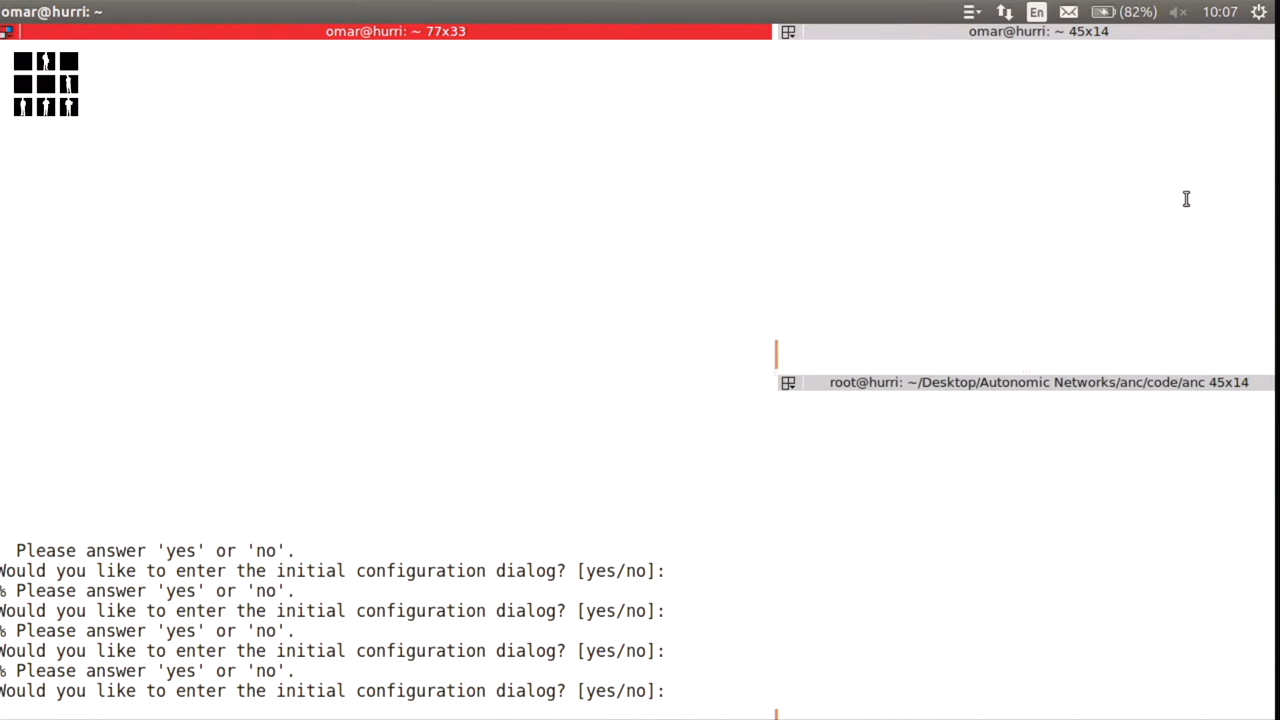 omar@hurri: ~
En
(82%)
10:07
omar@hurri: ~ 77x33
omar@hurri: ~ 45x14
root@hurri: ~/Desktop/Autonomic Networks/anc/code/anc 45x14
Please answer 'yes' or 'no'.
Would you like to enter the initial configuration dialog? [yes/no]:
% Please answer 'yes' or 'no'.
Would you like to enter the initial configuration dialog? [yes/no]:
% Please answer 'yes' or 'no'.
Would you like to enter the initial configuration dialog? [yes/no]:
% Please answer 'yes' or 'no'.
Would you like to enter the initial configuration dialog? [yes/no]: